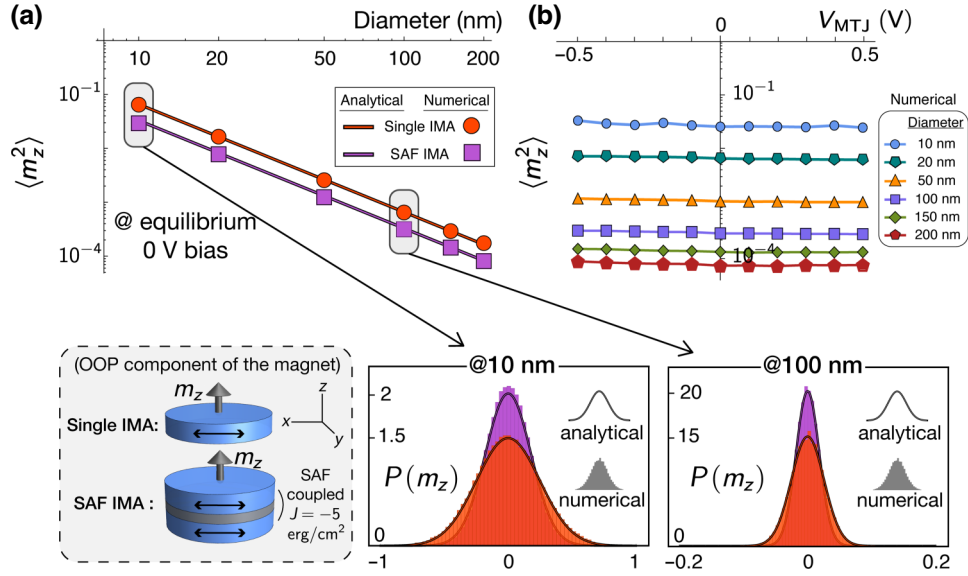 (a)
Diameter (nm)
10 20 50 100 200
⟨m_z^2⟩
10^-1
10^-4
Analytical Numerical
Single IMA
SAF IMA
@ equilibrium
0 V bias
(b)
V_MTJ (V)
-0.5 0 0.5
⟨m_z^2⟩
10^-1
10^-4
Numerical
Diameter
10 nm
20 nm
50 nm
100 nm
150 nm
200 nm
(OOP component of the magnet)
m_z
Single IMA:
z
x
y
m_z
SAF IMA :
SAF
coupled
J = −5
erg/cm^2
@10 nm
2
1.5
0
P(m_z)
analytical
numerical
−1 0 1
@100 nm
20
15
0
P(m_z)
analytical
numerical
−0.2 0 0.2